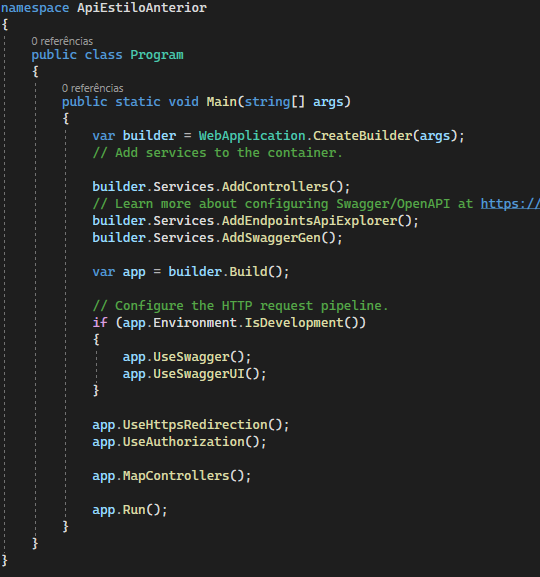 namespace ApiEstiloAnterior
{
0 referências
public class Program
{
0 referências
public static void Main(string[] args)
{
var builder = WebApplication.CreateBuilder(args);
// Add services to the container.
builder.Services.AddControllers();
// Learn more about configuring Swagger/OpenAPI at https://
builder.Services.AddEndpointsApiExplorer();
builder.Services.AddSwaggerGen();
var app = builder.Build();
// Configure the HTTP request pipeline.
if (app.Environment.IsDevelopment())
{
app.UseSwagger();
app.UseSwaggerUI();
}
app.UseHttpsRedirection();
app.UseAuthorization();
app.MapControllers();
app.Run();
}
}
}